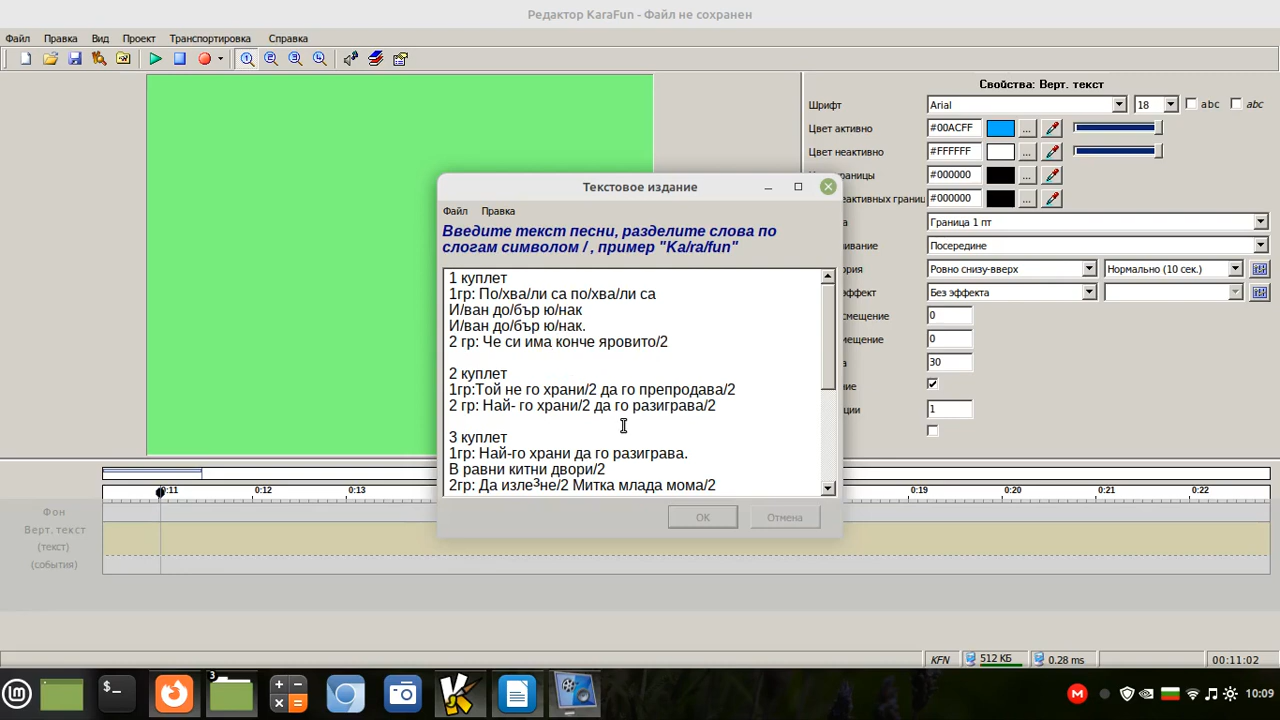 Редактор KaraFun - Файл не сохранен
Файл Правка Вид Проект Транспортировка Справка
Свойства: Верт. текст
Шрифт Arial 18 abc abc
Цвет активно #00ACFF ...
Цвет неактивно #FFFFFF ...
#000000 ...
#000000 ...
Граница 1 пт
Посередине
Ровно снизу-вверх Нормально (10 сек.)
Без эффекта
0
0
30
1
Текстовое издание
Файл Правка
Введите текст песни, разделите слова по
слогам символом / , пример "Ka/ra/fun"
1 куплет
1гр: По/хва/ли са по/хва/ли са
И/ван до/бър ю/нак
И/ван до/бър ю/нак.
2 гр: Че си има конче яровито/2
2 куплет
1гр:Той не го храни/2 да го препродава/2
2 гр: Най- го храни/2 да го разиграва/2
3 куплет
1гр: Най-го храни да го разиграва.
В равни китни двори/2
2гр: Да изле³не/2 Митка млада мома/2
OK Отмена
0:11 0:12 0:13 0:19 0:20 0:21 0:22
Фон
Верт.текст
(текст)
(события)
KFN 512 КБ 0.28 ms 00:11:02
3
10:09